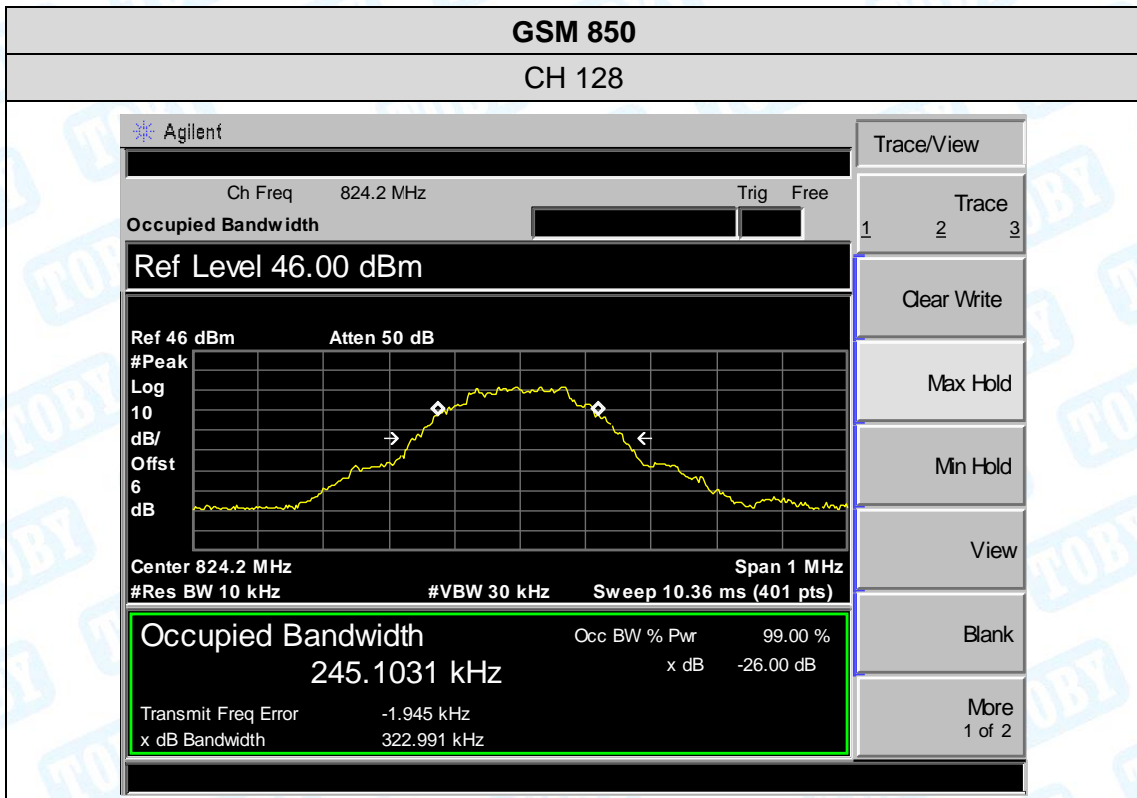 GSM 850
CH 128
Agilent
Trace/View
Ch Freq 824.2 MHz Trig Free
Occupied Bandwidth
Trace
1 2 3
Ref Level 46.00 dBm
Clear Write
Ref 46 dBm Atten 50 dB
#Peak
Log
10
dB/
Offst
6
dB
Max Hold
Min Hold
View
Center 824.2 MHz Span 1 MHz
#Res BW 10 kHz #VBW 30 kHz Sweep 10.36 ms (401 pts)
Occupied Bandwidth Occ BW % Pwr 99.00 %
245.1031 kHz x dB -26.00 dB
Blank
Transmit Freq Error -1.945 kHz
x dB Bandwidth 322.991 kHz
More
1 of 2
TOBY